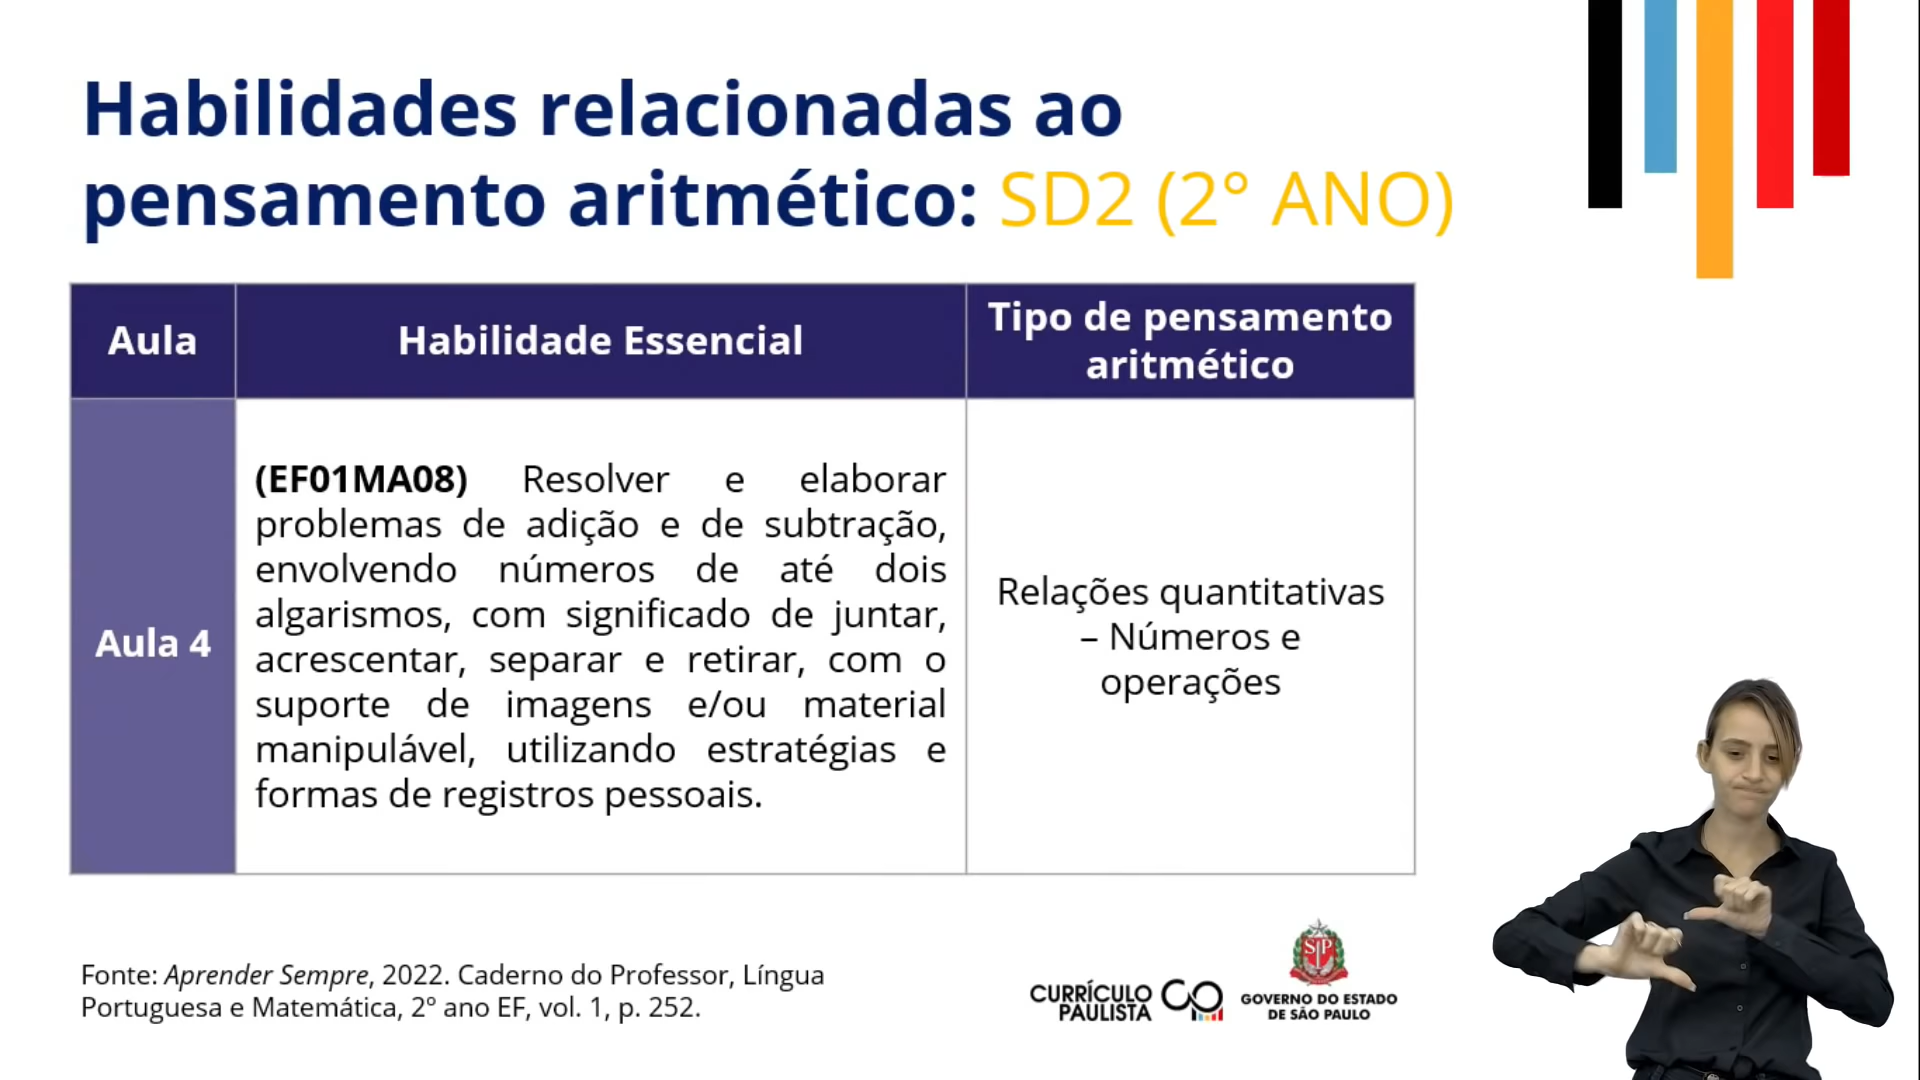 Habilidades relacionadas ao
pensamento aritmético: SD2 (2° ANO)
Aula
Habilidade Essencial
Tipo de pensamento
aritmético
Aula 4
(EF01MA08) Resolver e elaborar
problemas de adição e de subtração,
envolvendo números de até dois
algarismos, com significado de juntar,
acrescentar, separar e retirar, com o
suporte de imagens e/ou material
manipulável, utilizando estratégias e
formas de registros pessoais.
Relações quantitativas
– Números e
operações
Fonte: Aprender Sempre, 2022. Caderno do Professor, Língua
Portuguesa e Matemática, 2º ano EF, vol. 1, p. 252.
CURRÍCULO
PAULISTA
SP
GOVERNO DO ESTADO
DE SÃO PAULO